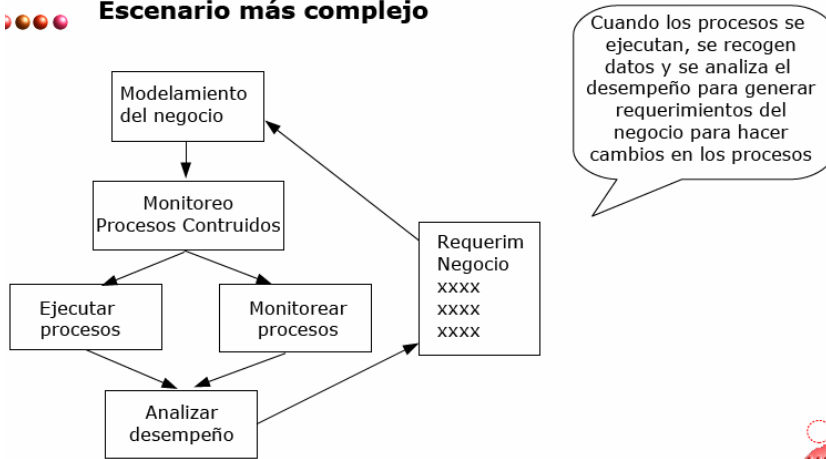 Escenario más complejo
Cuando los procesos se
ejecutan, se recogen
datos y se analiza el
desempeño para generar
requerimientos del
negocio para hacer
cambios en los procesos
Modelamiento
del negocio
Monitoreo
Procesos Contruidos
Requerim
Negocio
xxxx
xxxx
xxxx
Ejecutar
procesos
Monitorear
procesos
Analizar
desempeño